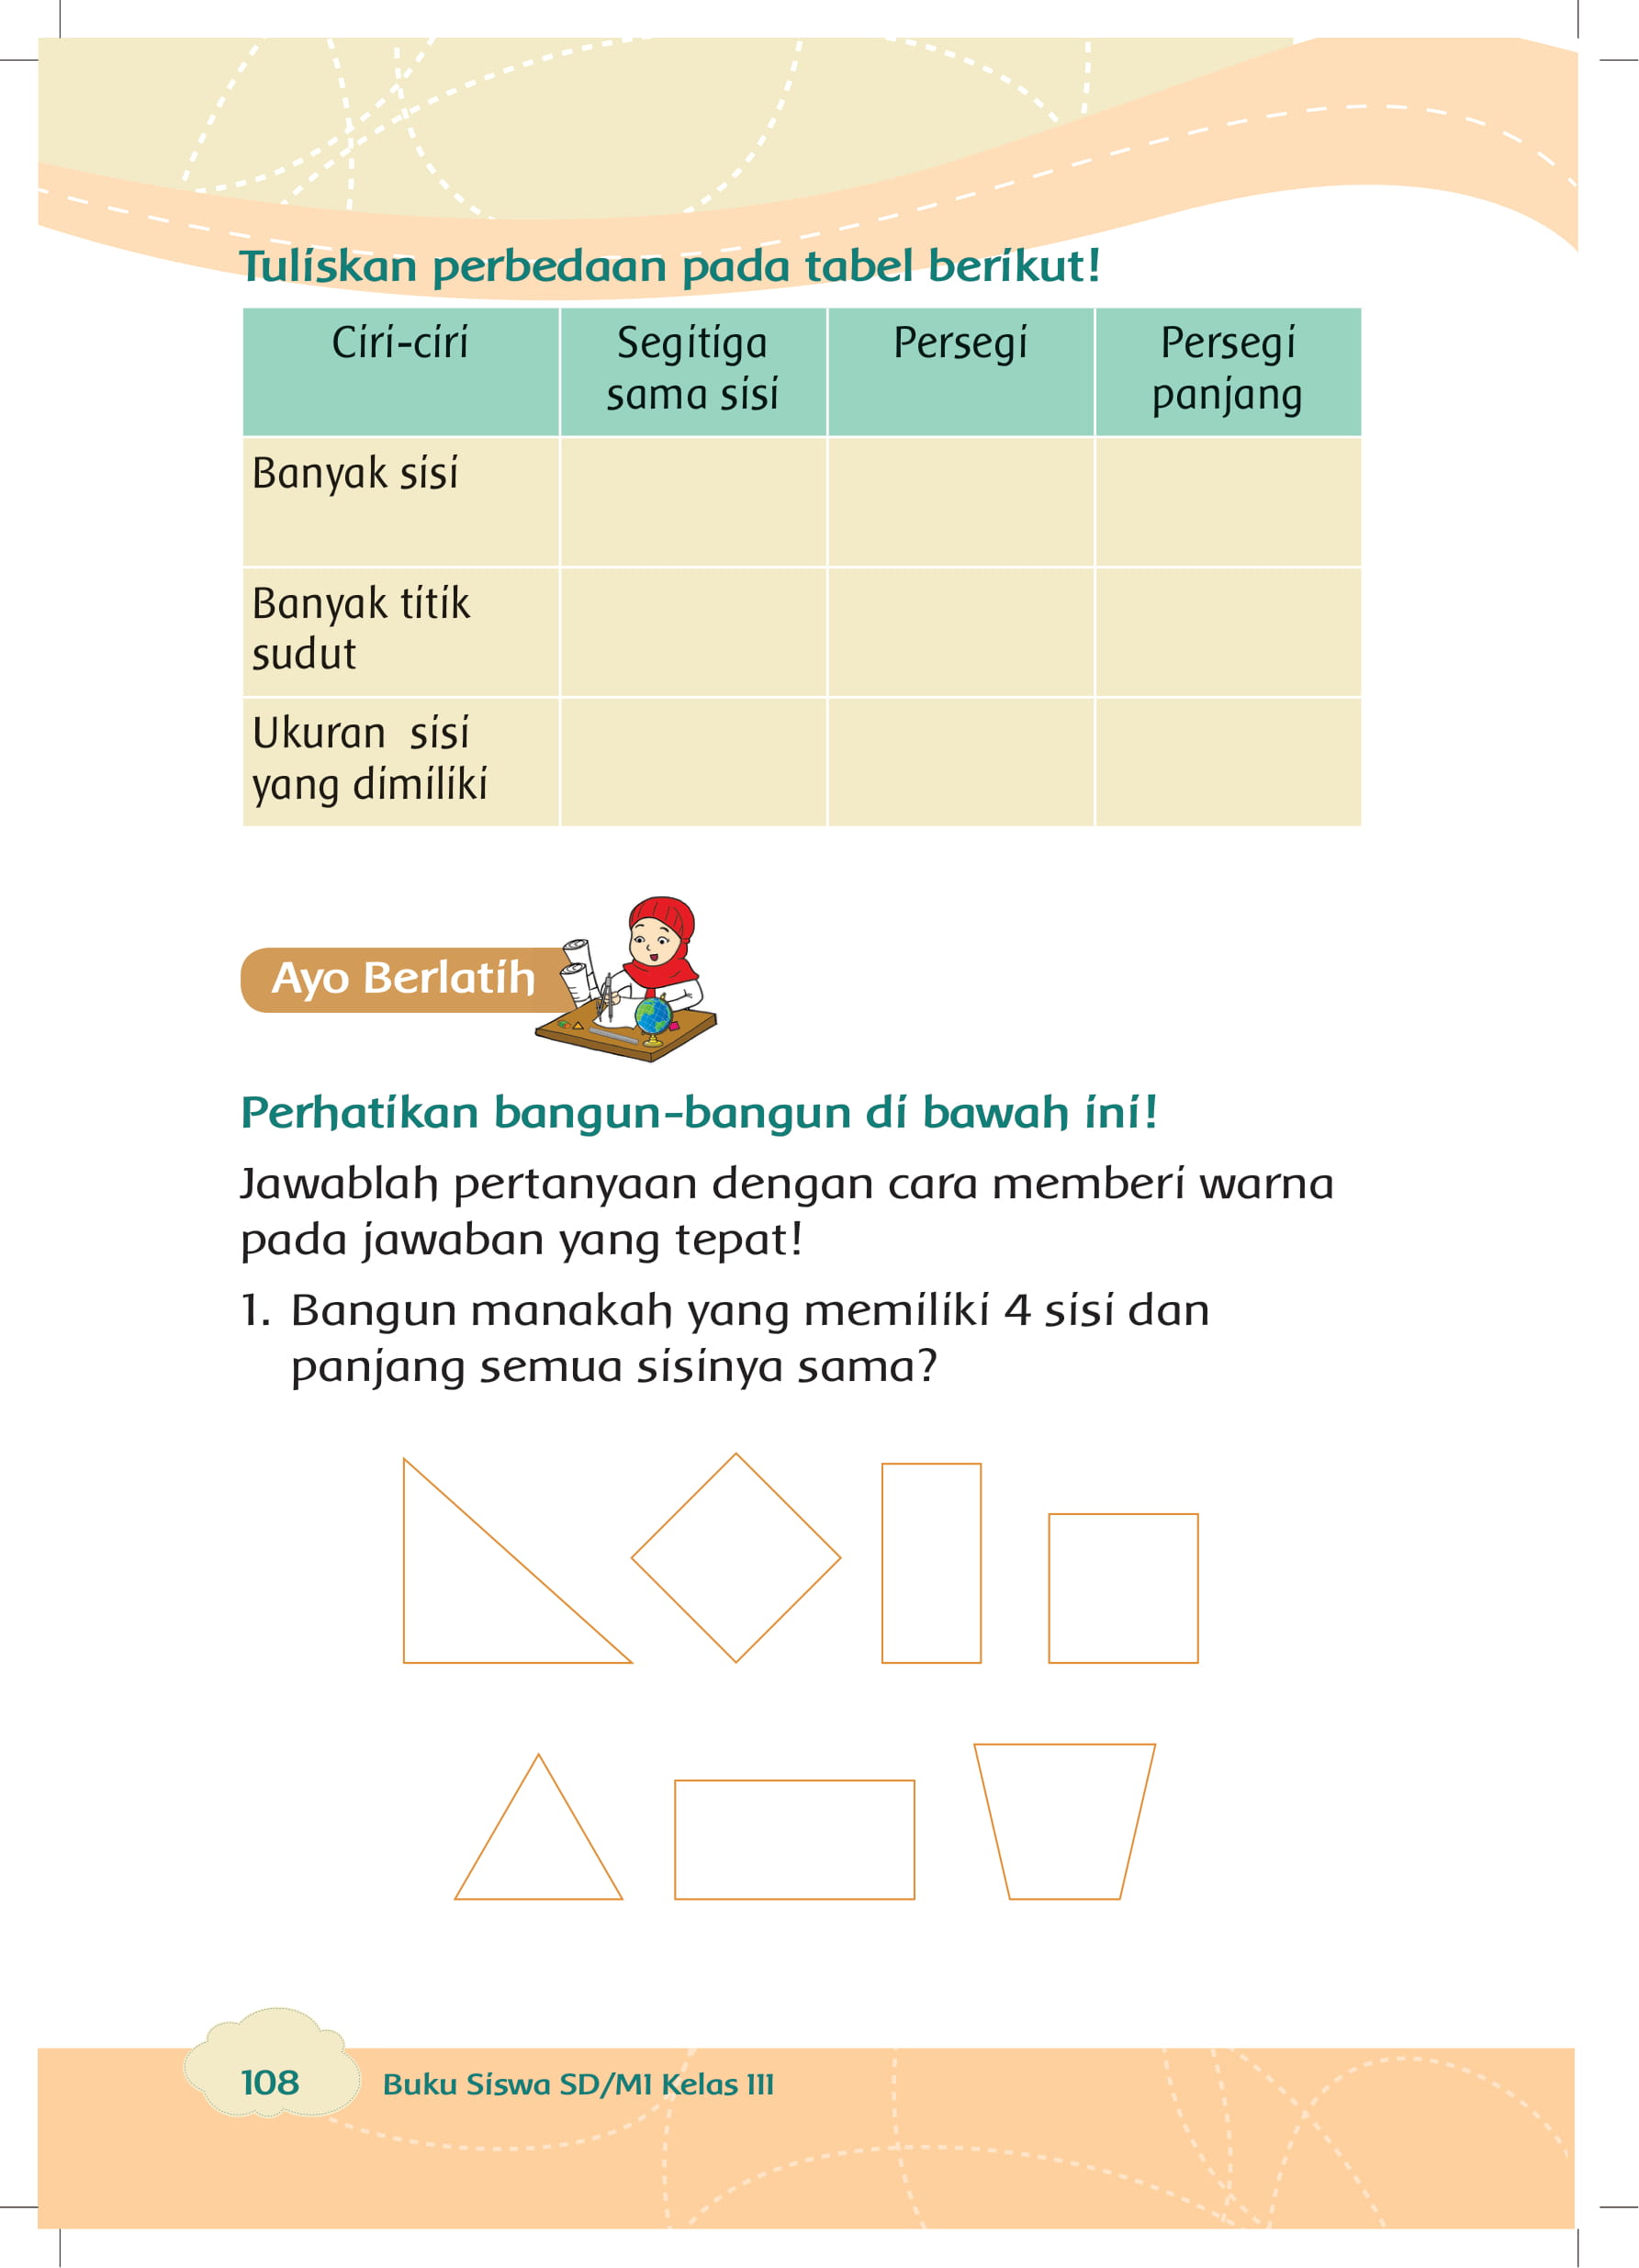 Tuliskan perbedaan pada tabel berikut!
Ciri-ciri
Segitiga
sama sisi
Persegi
Persegi
panjang
Banyak sisi
Banyak titik
sudut
Ukuran sisi
yang dimiliki
Ayo Berlatih
Perhatikan bangun-bangun di bawah ini!
Jawablah pertanyaan dengan cara memberi warna
pada jawaban yang tepat!
1. Bangun manakah yang memiliki 4 sisi dan
panjang semua sisinya sama?
108
Buku Siswa SD/MI Kelas III